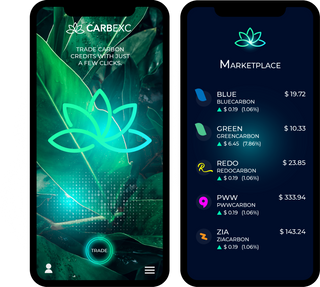 CARBEXC
TRADE CARBON
CREDITS WITH JUST
A FEW CLICKS.
TRADE
MARKETPLACE
BLUE $ 19.72
BLUECARBON
▲ $ 0.19 (1.06%)
GREEN $ 10.33
GREENCARBON
▲ $ 6.45 (7.86%)
REDO $ 23.85
REDOCARBON
▲ $ 0.19 (1.06%)
PWW $ 333.94
PWWCARBON
▲ $ 0.19 (1.06%)
ZIA $ 143.24
ZIACARBON
▲ $ 0.19 (1.06%)